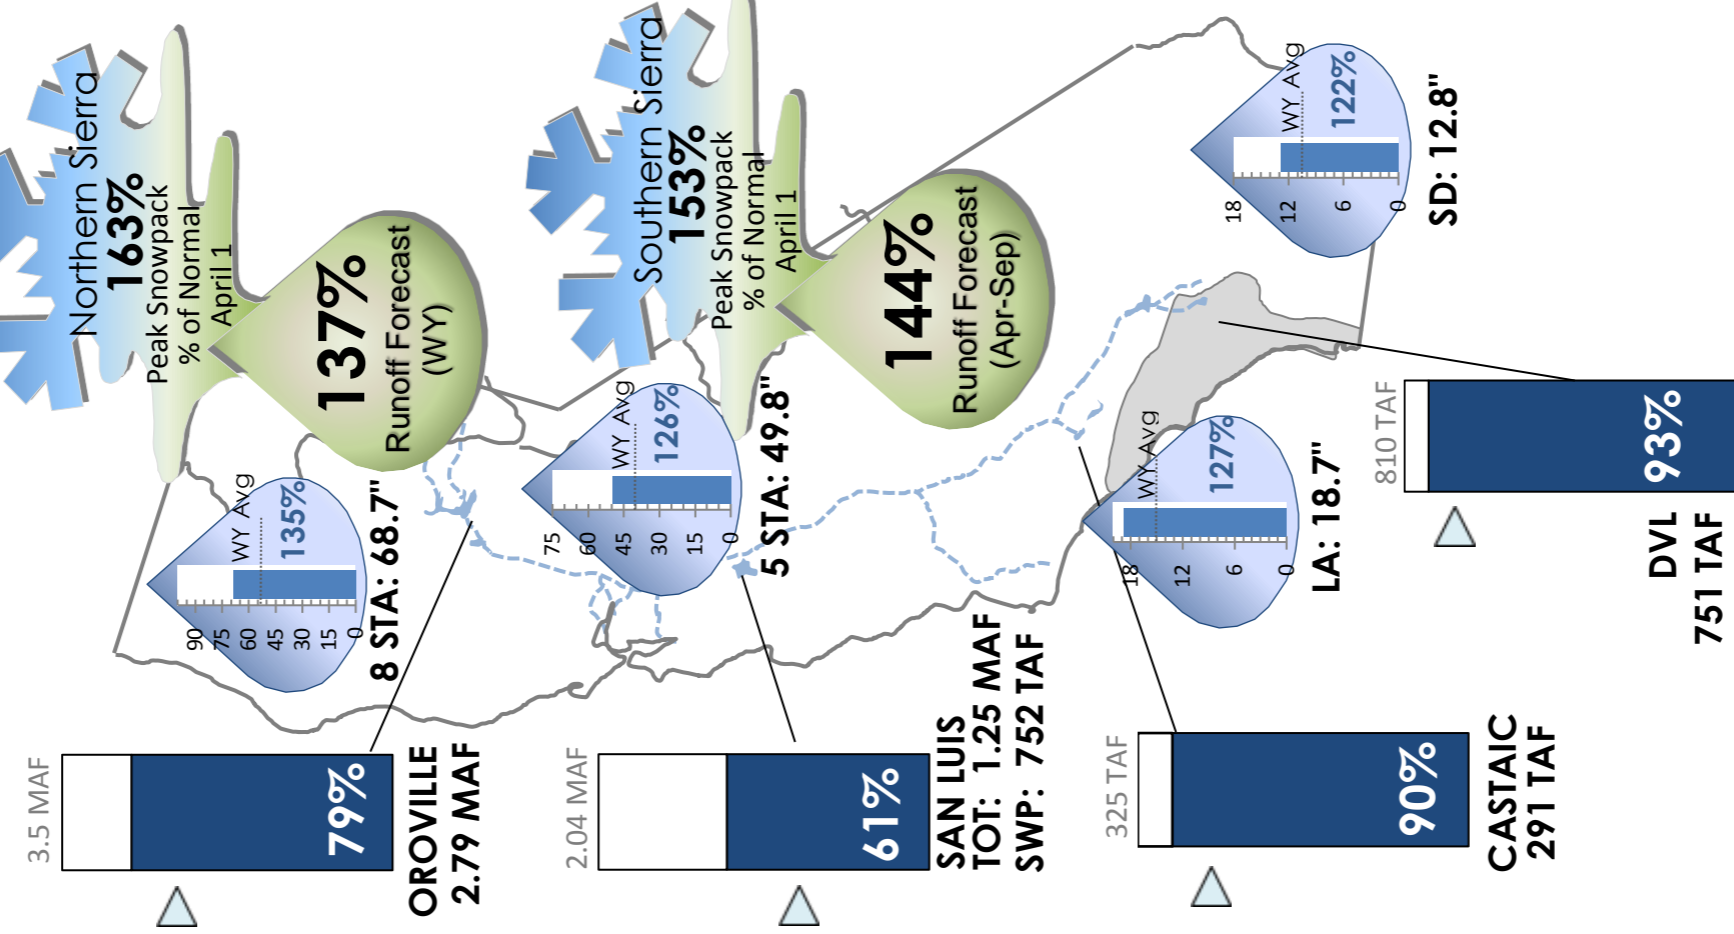 Northern Sierra
163%
Peak Snowpack
% of Normal
April 1
137%
Runoff Forecast
(WY)
WY Avg
135%
90
75
60
45
30
15
0
8 STA: 68.7"
3.5 MAF
79%
OROVILLE
2.79 MAF
Southern Sierra
153%
Peak Snowpack
% of Normal
April 1
144%
Runoff Forecast
(Apr-Sep)
WY Avg
126%
75
60
45
30
15
0
5 STA: 49.8"
2.04 MAF
61%
SAN LUIS
TOT: 1.25 MAF
SWP: 752 TAF
WY Avg
122%
18
12
6
0
SD: 12.8"
WY Avg
127%
18
12
6
0
LA: 18.7"
325 TAF
90%
CASTAIC
291 TAF
810 TAF
93%
DVL
751 TAF